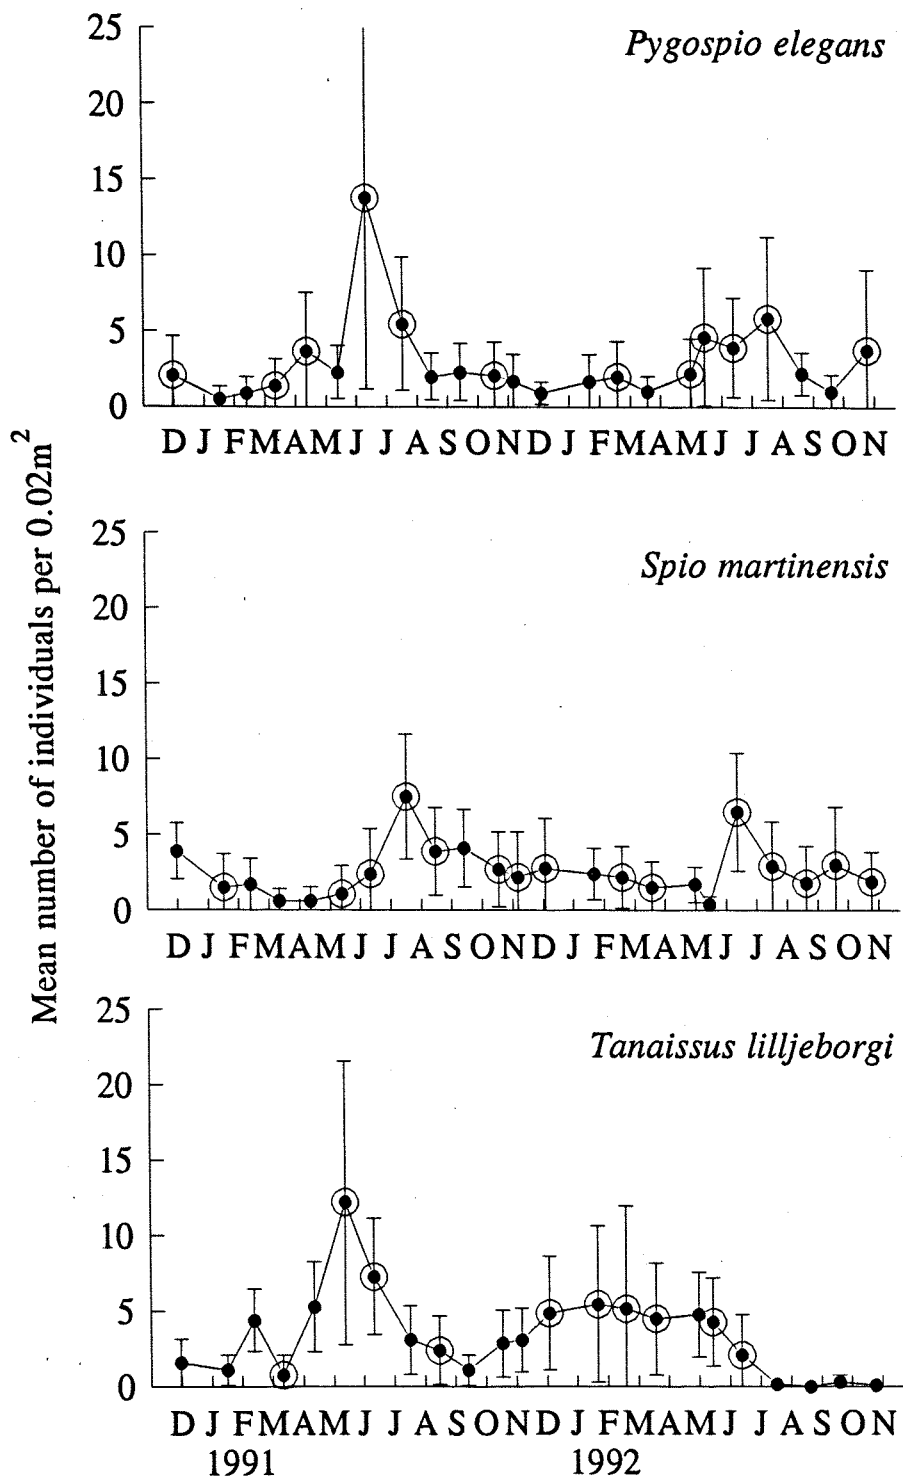 Mean number of individuals per 0.02m²
25
20
15
10
5
0
Pygospio elegans
D J F M A M J J A S O N D J F M A M J J A S O N
25
20
15
10
5
0
Spio martinensis
D J F M A M J J A S O N D J F M A M J J A S O N
25
20
15
10
5
0
Tanaissus lilljeborgi
D J F M A M J J A S O N D J F M A M J J A S O N
1991 1992